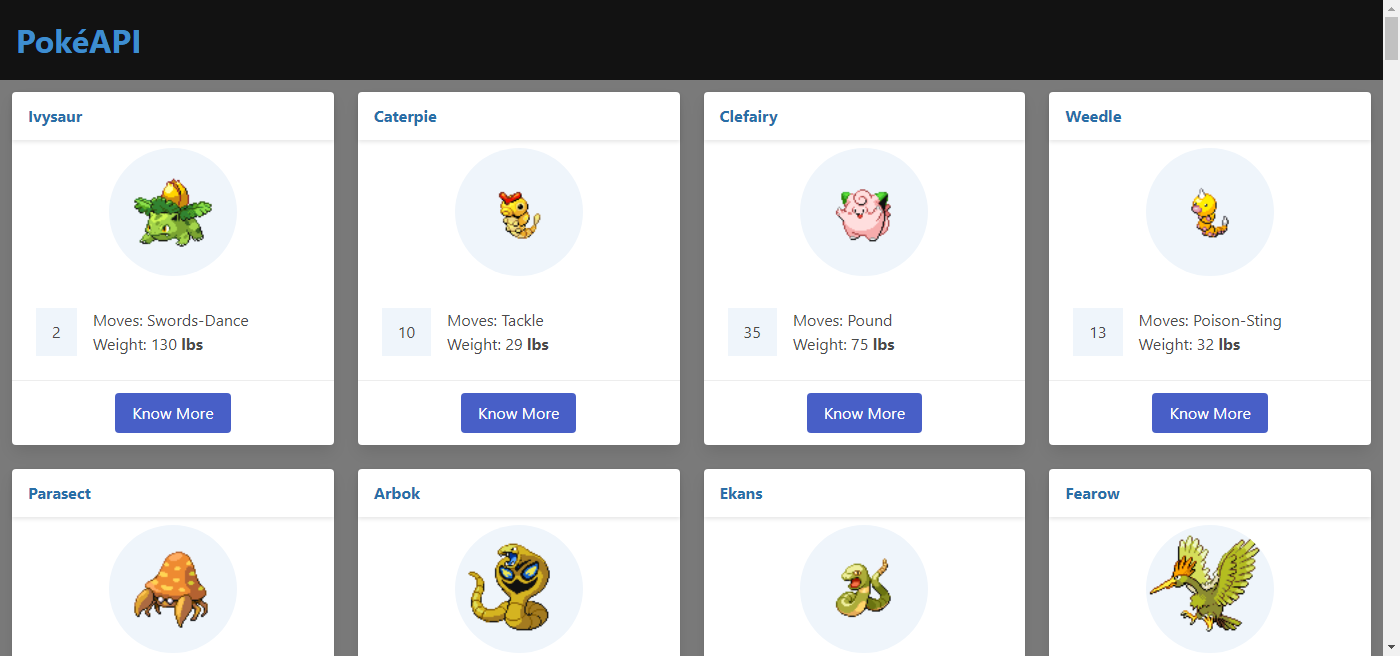 PokéAPI
Ivysaur
Caterpie
Clefairy
Weedle
2
Moves: Swords-Dance
Weight: 130 lbs
10
Moves: Tackle
Weight: 29 lbs
35
Moves: Pound
Weight: 75 lbs
13
Moves: Poison-Sting
Weight: 32 lbs
Know More
Know More
Know More
Know More
Parasect
Arbok
Ekans
Fearow